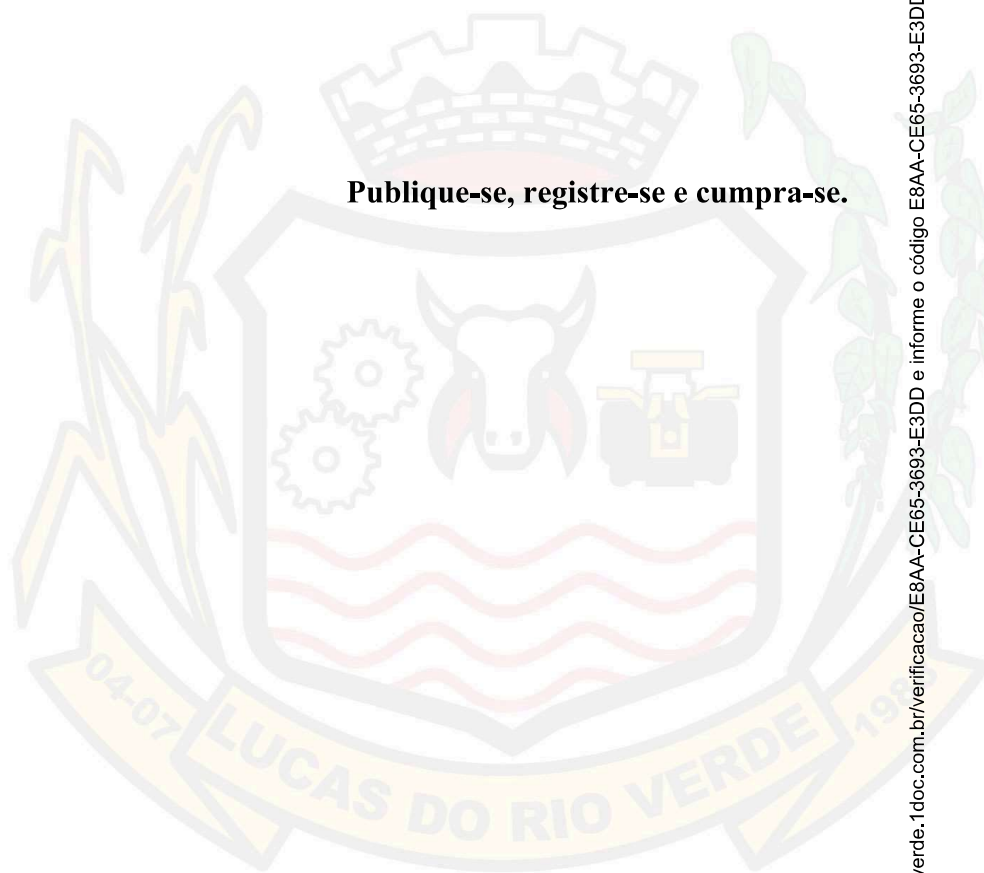 Publique-se, registre-se e cumpra-se.
04-07
LUCAS DO RIO VERDE
verde.1doc.com.br/verificacao/E8AA-CE65-3693-E3DD e informe o código E8AA-CE65-3693-E3DD